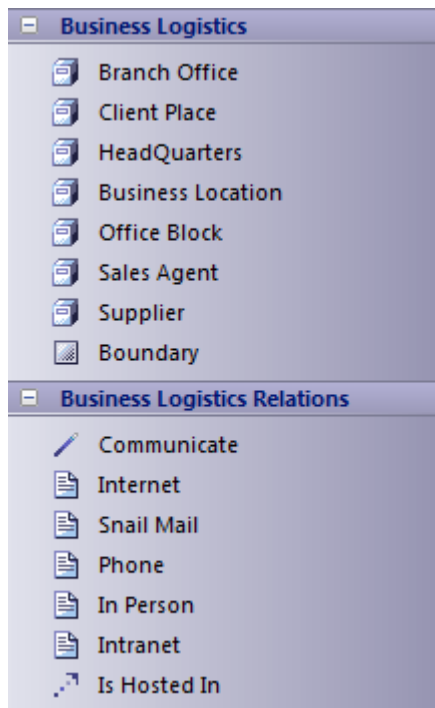 Business Logistics
Branch Office
Client Place
HeadQuarters
Business Location
Office Block
Sales Agent
Supplier
Boundary
Business Logistics Relations
Communicate
Internet
Snail Mail
Phone
In Person
Intranet
Is Hosted In